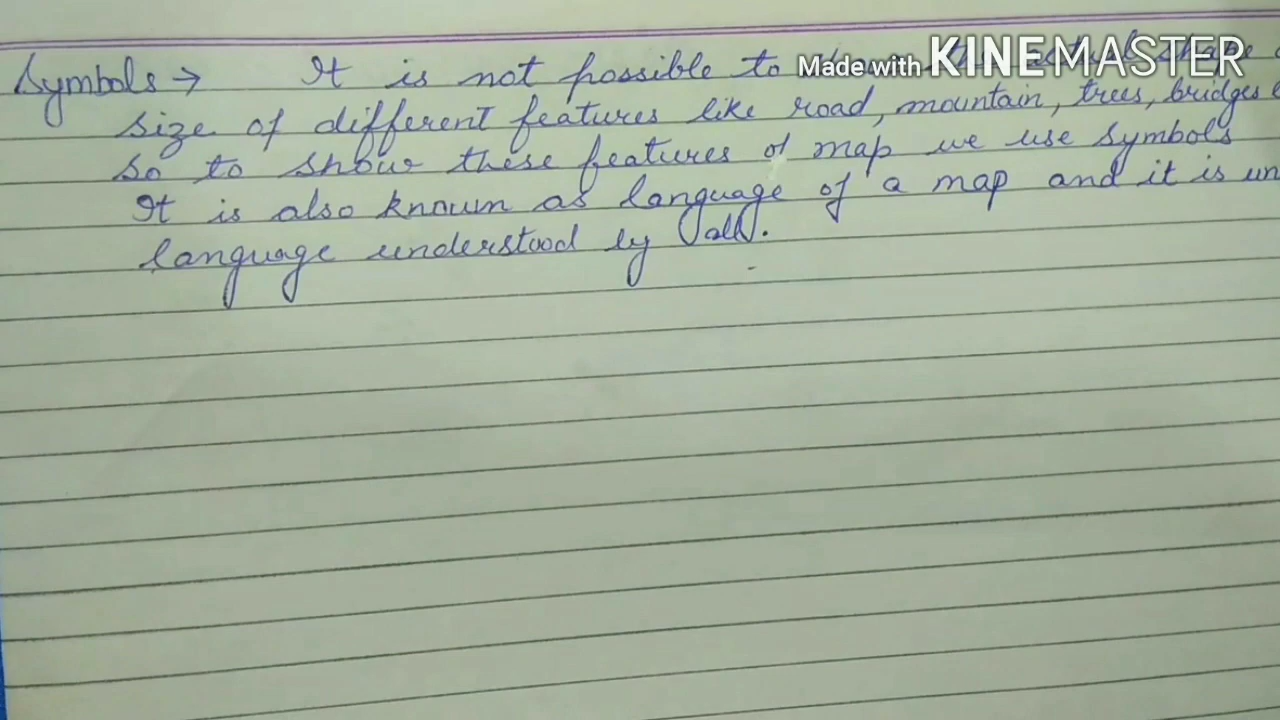 Symbols → It is not possible to shape
size of different features like road, mountain, trees, bridges
so to show these features of map we use symbols
It is also known as language of a map and it is un
language understood by all.
Made with KINEMASTER